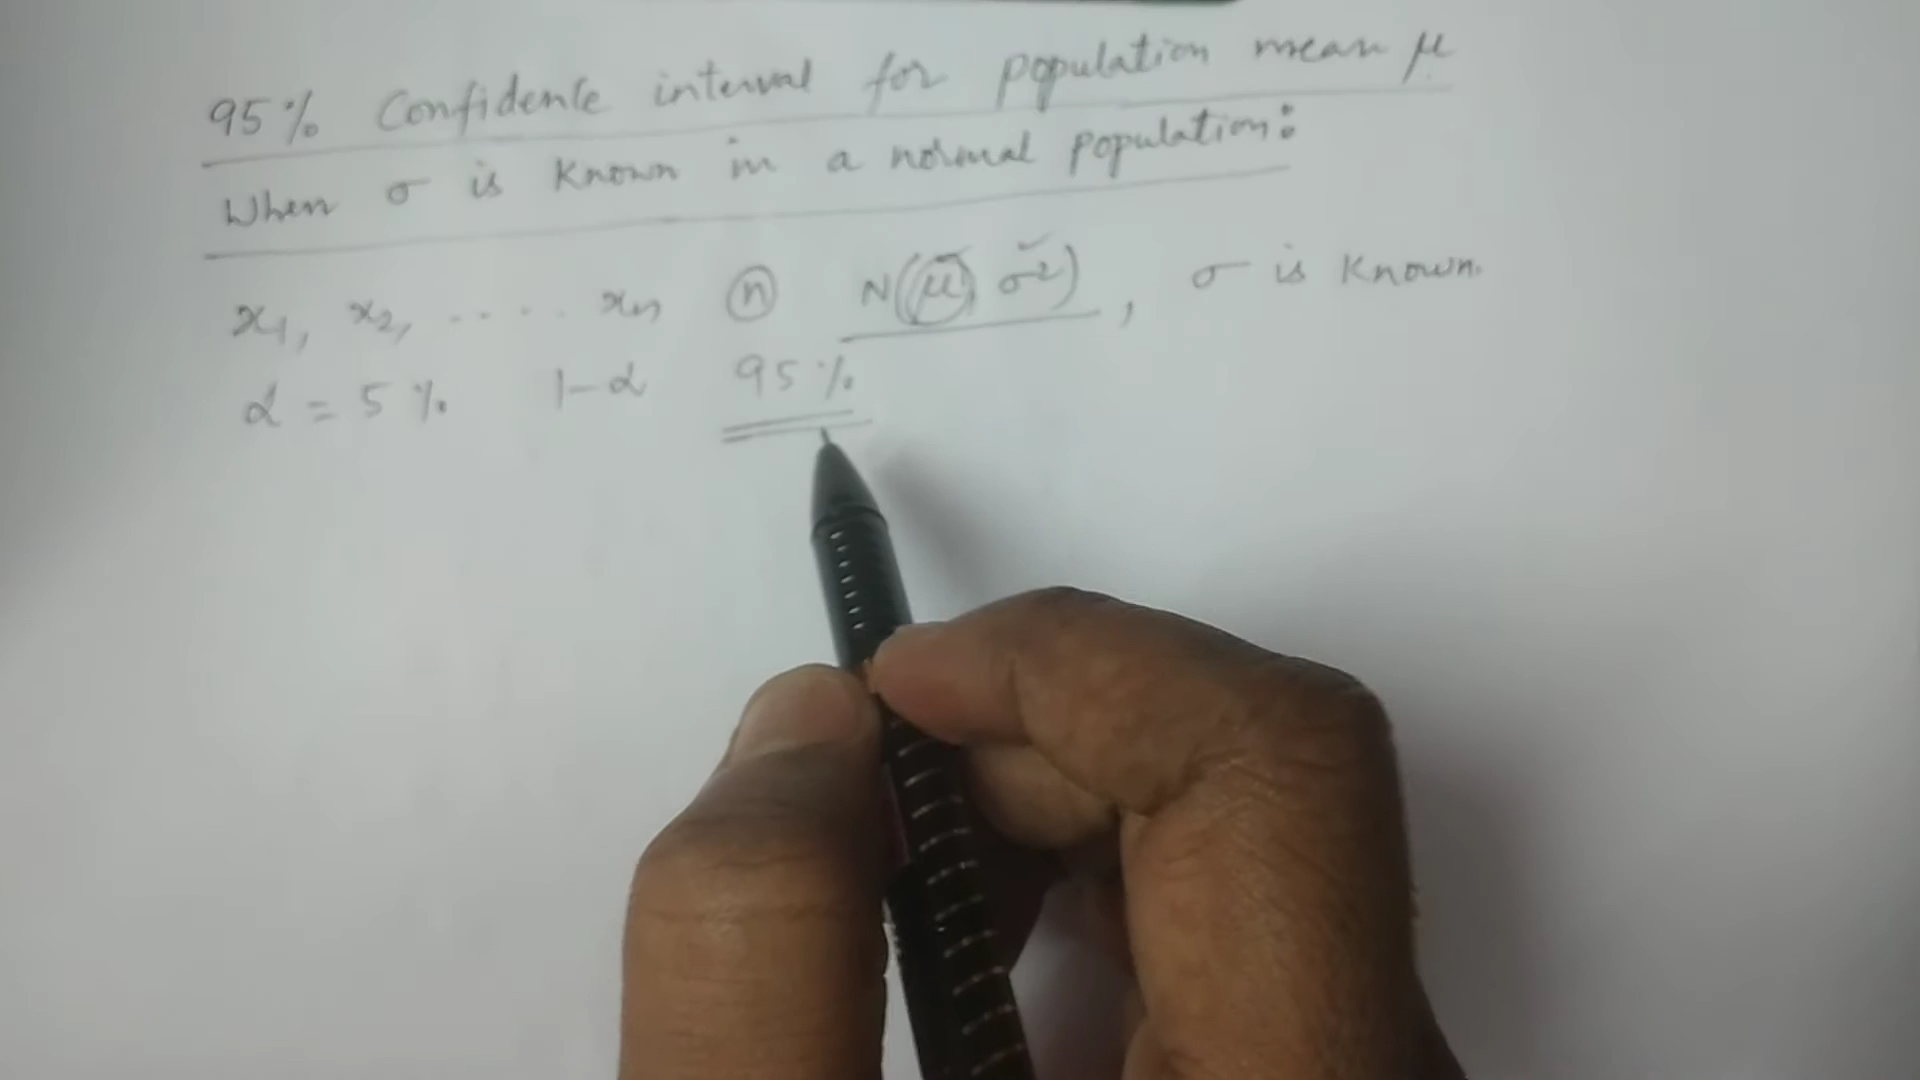 95% Confidence interval for population mean μ
When σ is known in a normal population:
x₁, x₂, ..... xₙ n N(μ, σ²), σ is known.
α = 5% 1-α 95%